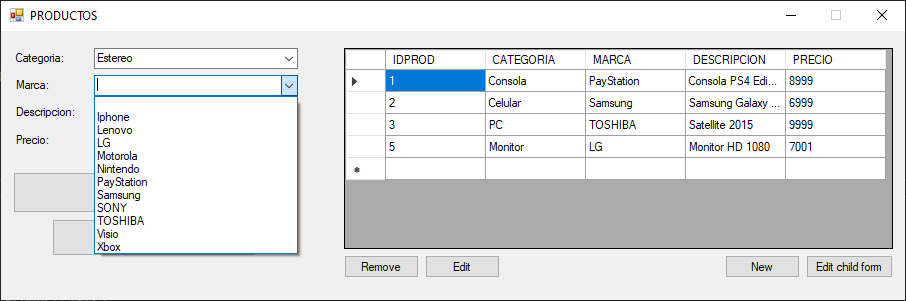 PRODUCTOS
Categoria: Estereo
Marca:
Descripcion:
Precio:
Iphone
Lenovo
LG
Motorola
Nintendo
PayStation
Samsung
SONY
TOSHIBA
Visio
Xbox
IDPROD CATEGORIA MARCA DESCRIPCION PRECIO
1 Consola PayStation Consola PS4 Edi... 8999
2 Celular Samsung Samsung Galaxy ... 6999
3 PC TOSHIBA Satellite 2015 9999
5 Monitor LG Monitor HD 1080 7001
Remove Edit New Edit child form